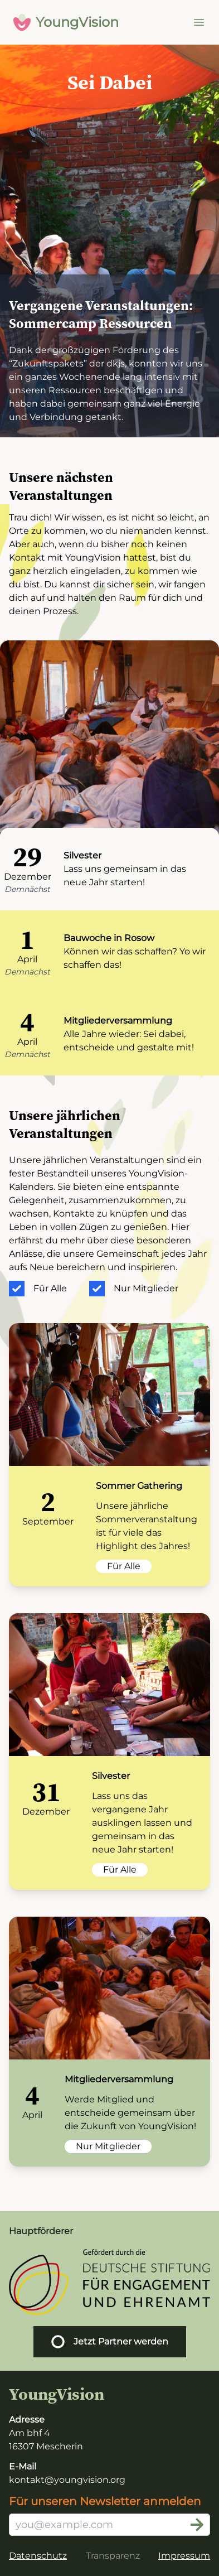 YoungVision
Sei Dabei
Vergangene Veranstaltungen:
Sommercamp Ressourcen
Dank der großzügigen Förderung des
“Zukunftspakets” der dkjs, konnten wir uns
ein ganzes Wochenende lang intensiv mit
unseren Ressourcen beschäftigen und
haben dabei gemeinsam ganz viel Energie
und Verbindung getankt.
Unsere nächsten
Veranstaltungen
Trau dich! Wir wissen, es ist nicht so leicht, an
Orte zu kommen, wo du niemanden kennst.
Aber auch, wenn du bisher noch keinen
Kontakt mit YoungVision hattest, bist du
ganz herzlich eingeladen, zu kommen wie
du bist. Du kannst dir sicher sein, wir fangen
dich auf und halten den Raum für dich und
deinen Prozess.
29
Dezember
Demnächst
Silvester
Lass uns gemeinsam in das
neue Jahr starten!
1
April
Demnächst
Bauwoche in Rosow
Können wir das schaffen? Yo wir
schaffen das!
4
April
Demnächst
Mitgliederversammlung
Alle Jahre wieder: Sei dabei,
entscheide und gestalte mit!
Unsere jährlichen
Veranstaltungen
Unsere jährlichen Veranstaltungen sind ein
fester Bestandteil unseres YoungVision-
Kalenders. Sie bieten eine entspannte
Gelegenheit, zusammenzukommen, zu
wachsen, Kontakte zu knüpfen und das
Leben in vollen Zügen zu genießen. Hier
erfährst du mehr über diese besonderen
Anlässe, die unsere Gemeinschaft jedes Jahr
aufs Neue bereichern und inspirieren.
Für Alle
Nur Mitglieder
2
September
Sommer Gathering
Unsere jährliche
Sommerveranstaltung
ist für viele das
Highlight des Jahres!
Für Alle
31
Dezember
Silvester
Lass uns das
vergangene Jahr
ausklingen lassen und
gemeinsam in das
neue Jahr starten!
Für Alle
4
April
Mitgliederversammlung
Werde Mitglied und
entscheide gemeinsam über
die Zukunft von YoungVision!
Nur Mitglieder
Hauptförderer
Gefördert durch die
DEUTSCHE STIFTUNG
FÜR ENGAGEMENT
UND EHRENAMT
Jetzt Partner werden
YoungVision
Adresse
Am bhf 4
16307 Mescherin
E-Mail
kontakt@youngvision.org
Für unseren Newsletter anmelden
you@example.com
Datenschutz
Transparenz
Impressum